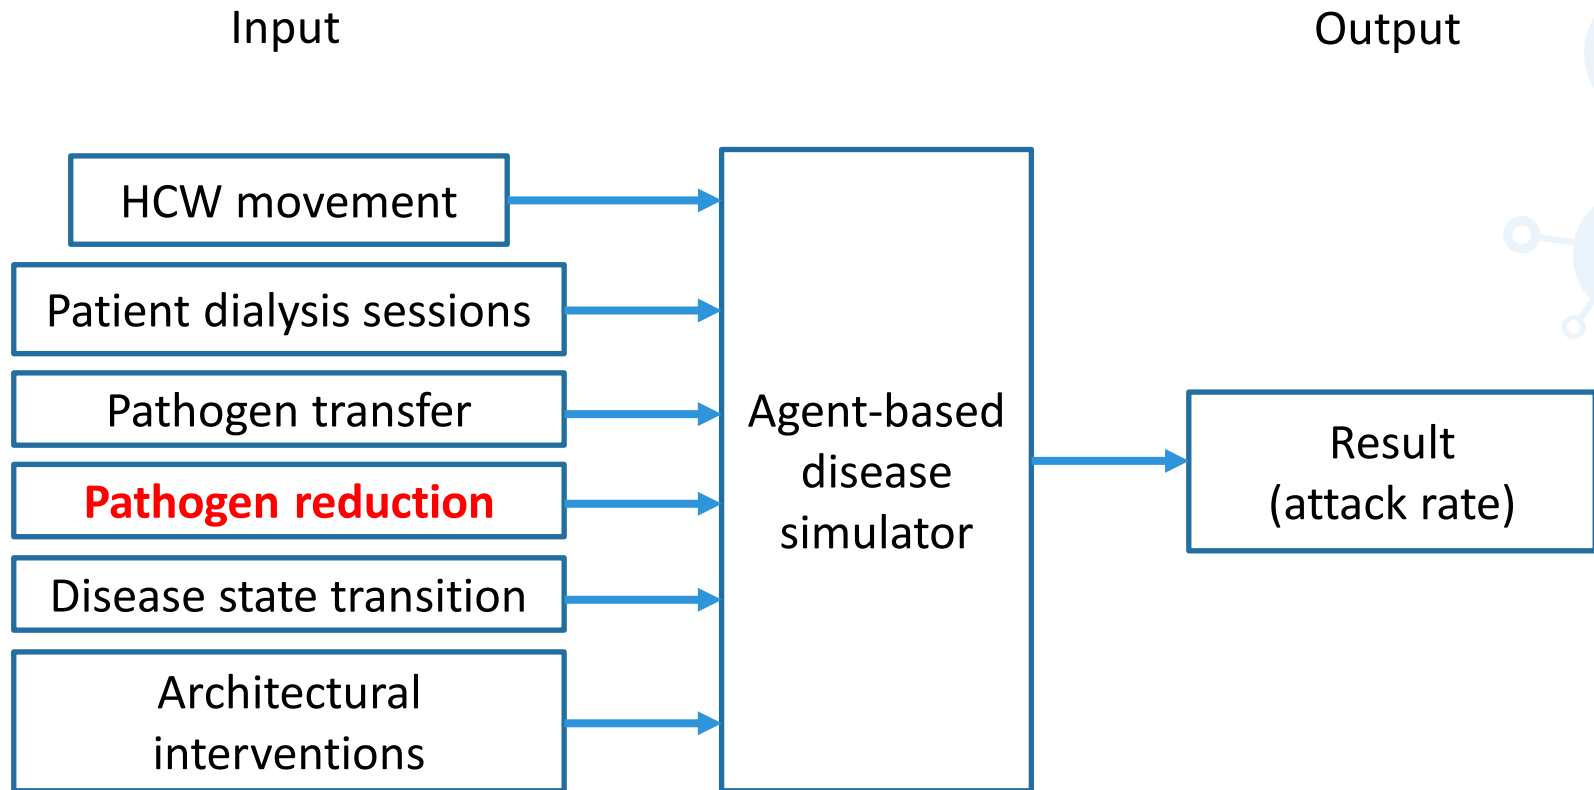 Input
Output
HCW movement
Patient dialysis sessions
Pathogen transfer
Pathogen reduction
Disease state transition
Architectural
interventions
Agent-based
disease
simulator
Result
(attack rate)